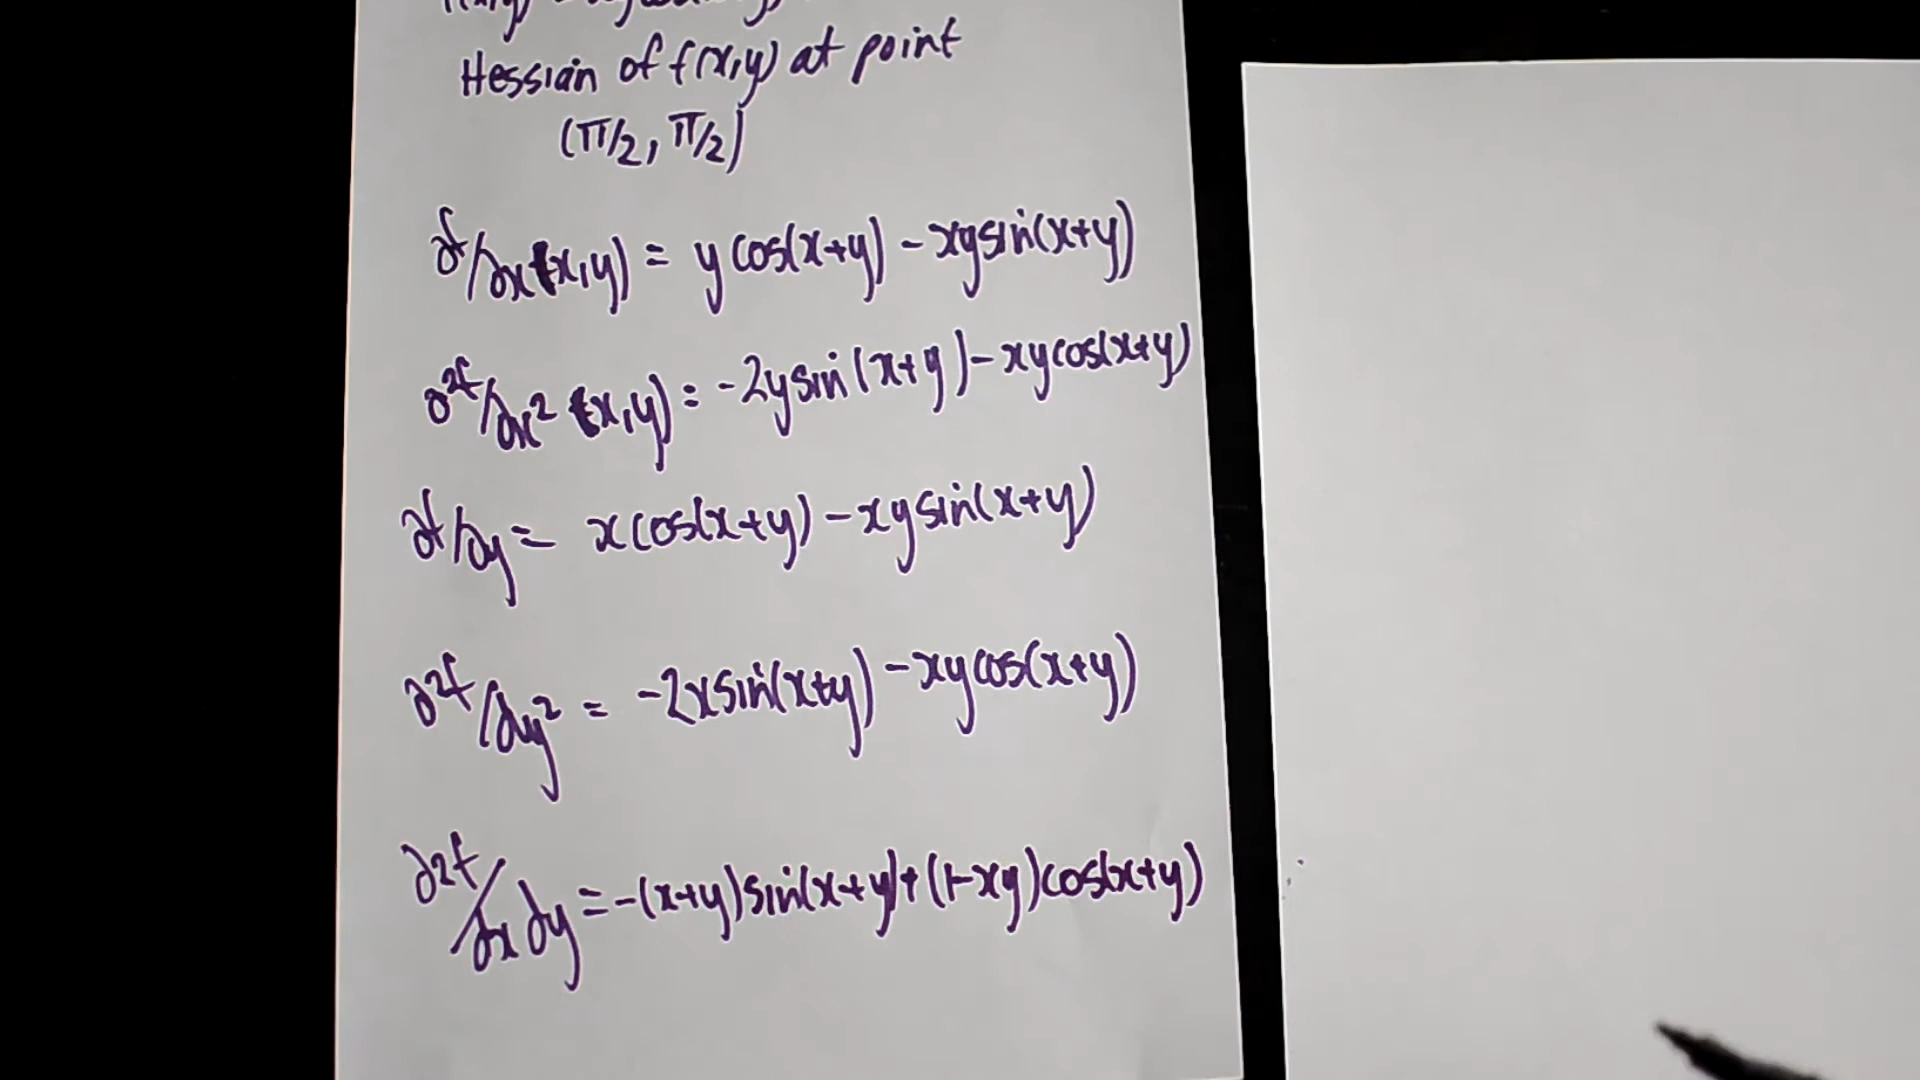 Hessian of f(x,y) at point
(π/2, π/2)
∂f/∂x (x,y) = y cos(x+y) - xy sin(x+y)
∂²f/∂x² (x,y) = -2y sin(x+y) - xy cos(x+y)
∂f/∂y = x cos(x+y) - xy sin(x+y)
∂²f/∂y² = -2x sin(x+y) - xy cos(x+y)
∂²f/∂x∂y = -(x+y) sin(x+y) + (1-xy) cos(x+y)